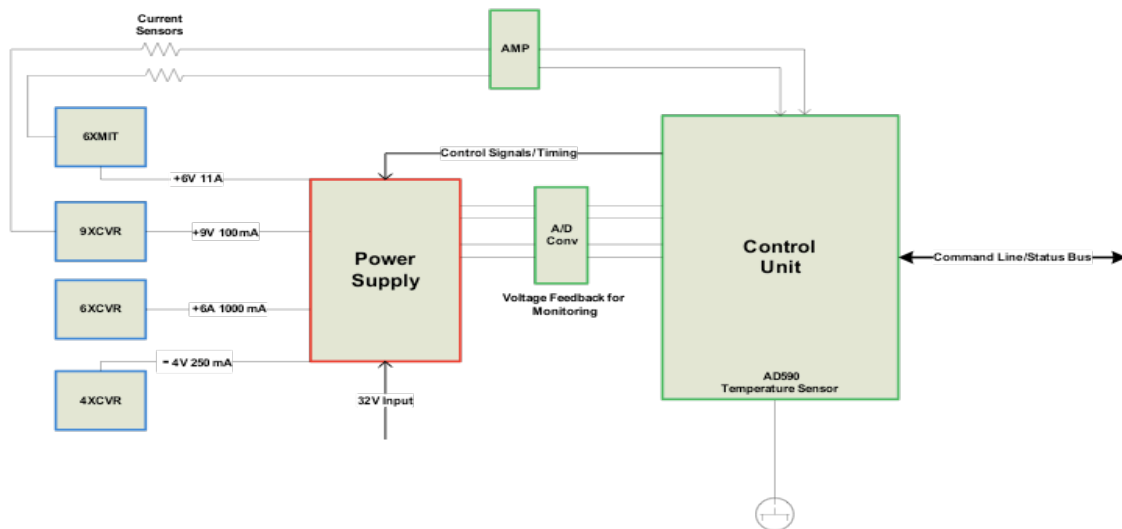 Current
Sensors
AMP
6XMIT
Control Signals/Timing
+6V 11A
9XCVR
+9V 100mA
A/D
Conv
Power
Supply
Control
Unit
Command Line/Status Bus
6XCVR
+6A 1000 mA
Voltage Feedback for
Monitoring
- 4V 250 mA
4XCVR
32V Input
AD590
Temperature Sensor